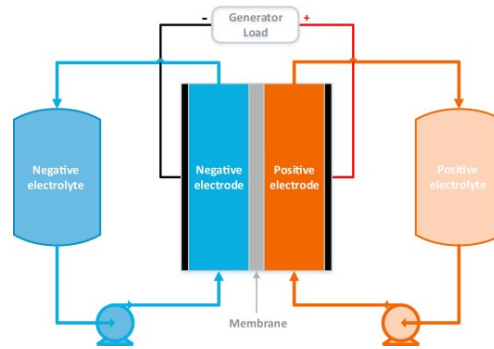 Generator
Load
-
+
Negative
electrolyte
Negative
electrode
Positive
electrode
Positive
electrolyte
Membrane